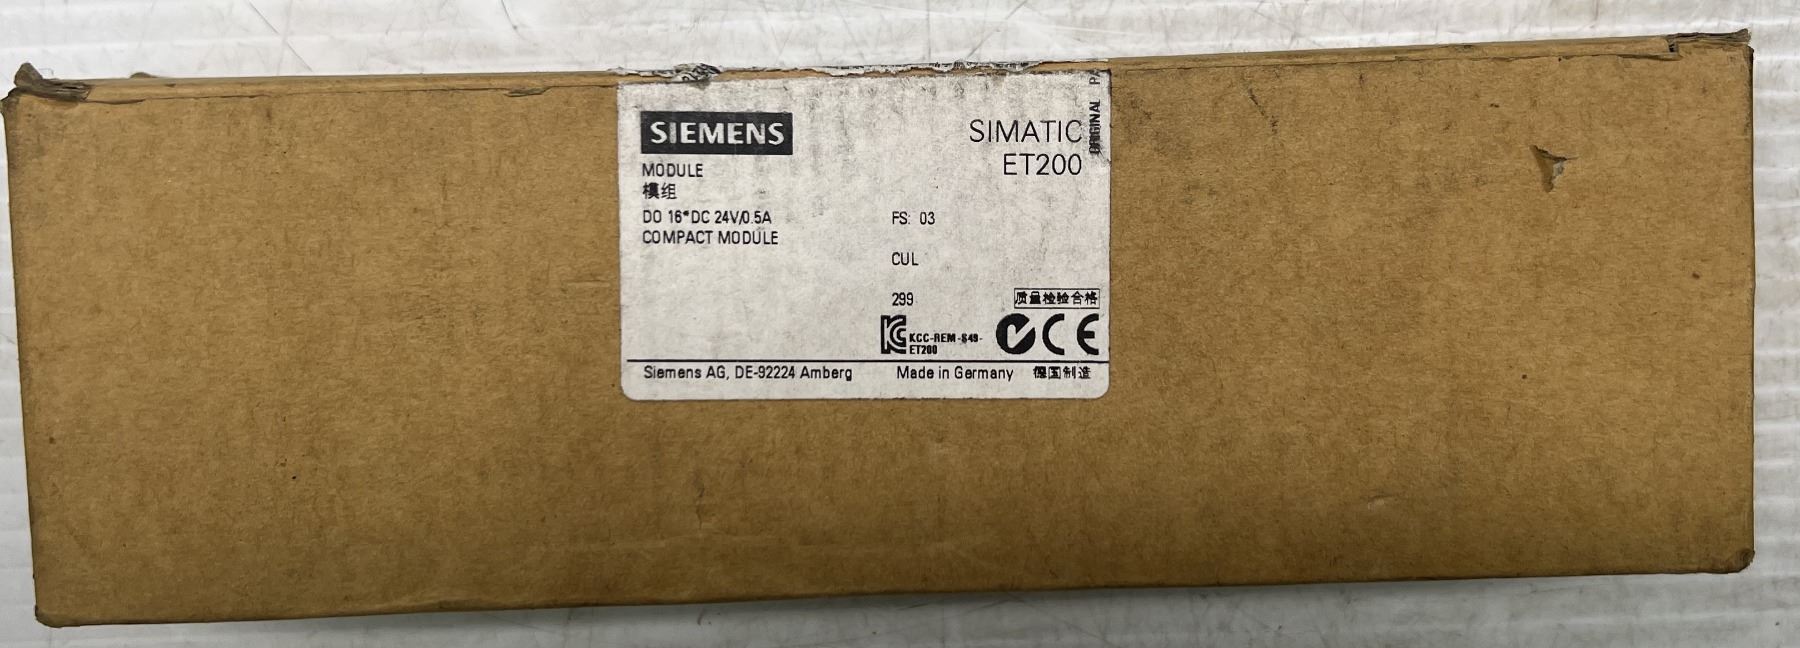 SIEMENS
SIMATIC
ET200
ORIGINAL
MODULE
模组
DO 16*DC 24V/0.5A
COMPACT MODULE
FS: 03
CUL
299
质量检验合格
KCC-REM-S49-
ET200
CE
Siemens AG, DE-92224 Amberg
Made in Germany 德国制造